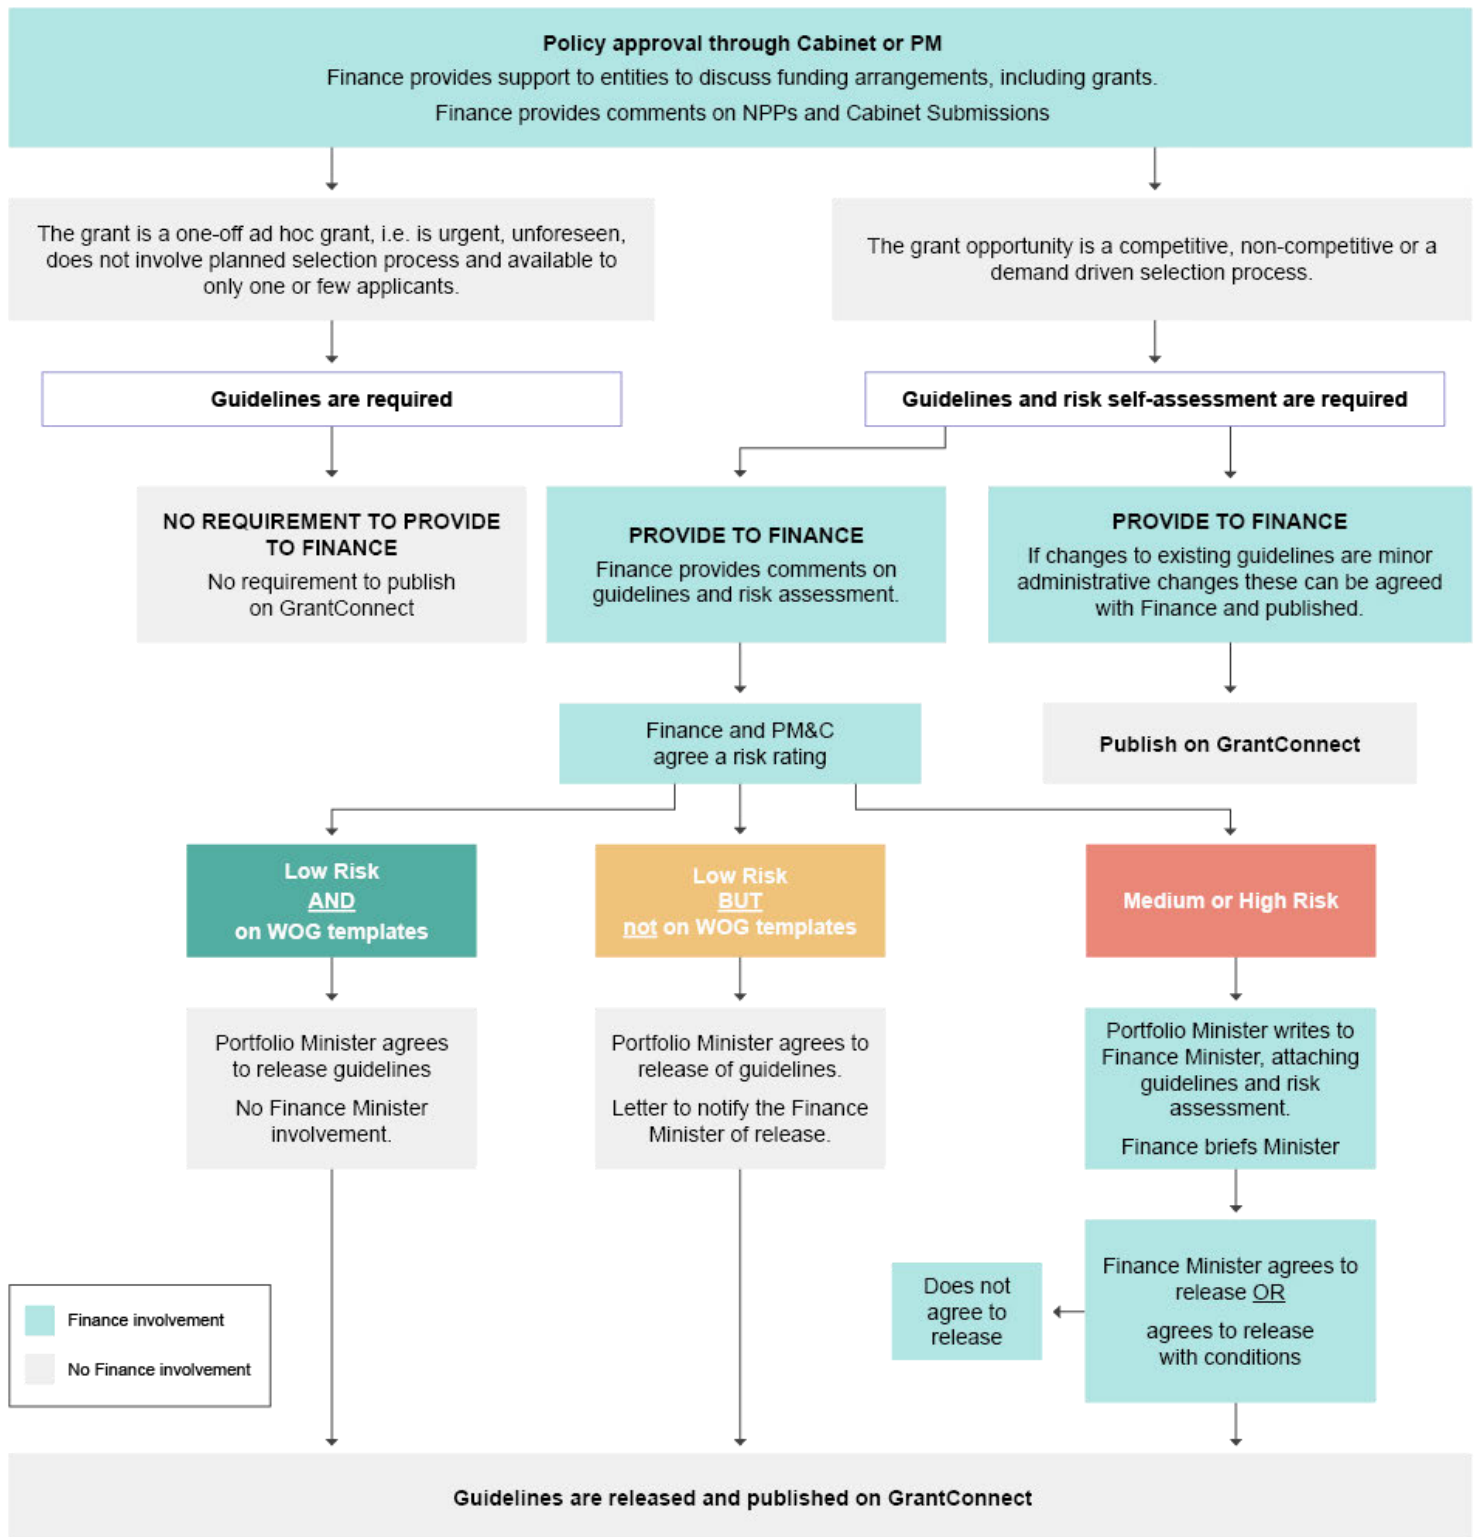 Policy approval through Cabinet or PM
Finance provides support to entities to discuss funding arrangements, including grants.
Finance provides comments on NPPs and Cabinet Submissions
The grant is a one-off ad hoc grant, i.e. is urgent, unforeseen,
does not involve planned selection process and available to
only one or few applicants.
The grant opportunity is a competitive, non-competitive or a
demand driven selection process.
Guidelines are required
Guidelines and risk self-assessment are required
NO REQUIREMENT TO PROVIDE
TO FINANCE
No requirement to publish
on GrantConnect
PROVIDE TO FINANCE
Finance provides comments on
guidelines and risk assessment.
PROVIDE TO FINANCE
If changes to existing guidelines are minor
administrative changes these can be agreed
with Finance and published.
Finance and PM&C
agree a risk rating
Publish on GrantConnect
Low Risk
AND
on WOG templates
Low Risk
BUT
not on WOG templates
Medium or High Risk
Portfolio Minister agrees
to release guidelines
No Finance Minister
involvement.
Portfolio Minister agrees to
release of guidelines.
Letter to notify the Finance
Minister of release.
Portfolio Minister writes to
Finance Minister, attaching
guidelines and risk
assessment.
Finance briefs Minister
Does not
agree to
release
Finance Minister agrees to
release OR
agrees to release
with conditions
Finance involvement
No Finance involvement
Guidelines are released and published on GrantConnect